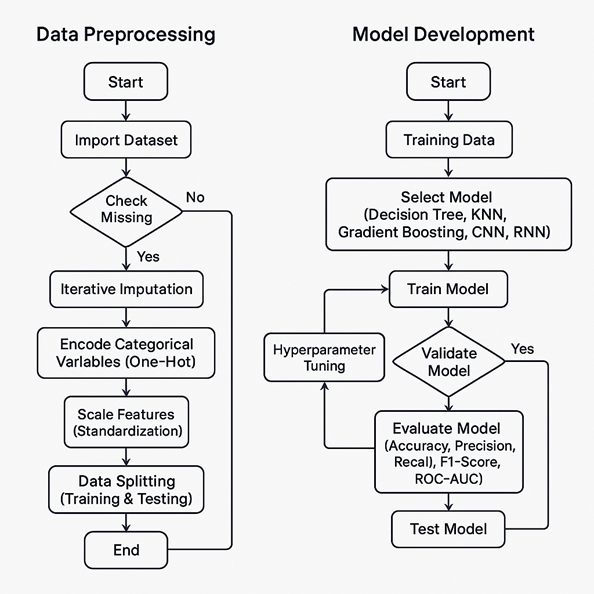 Data Preprocessing
Start
Import Dataset
Check
Missing
No
Yes
Iterative Imputation
Encode Categorical
Variables (One-Hot)
Scale Features
(Standardization)
Data Splitting
(Training & Testing)
End
Model Development
Start
Training Data
Select Model
(Decision Tree, KNN,
Gradient Boosting, CNN, RNN)
Train Model
Hyperparameter
Tuning
Validate
Model
Yes
Evaluate Model
(Accuracy, Precision,
Recal), F1-Score,
ROC-AUC)
Test Model